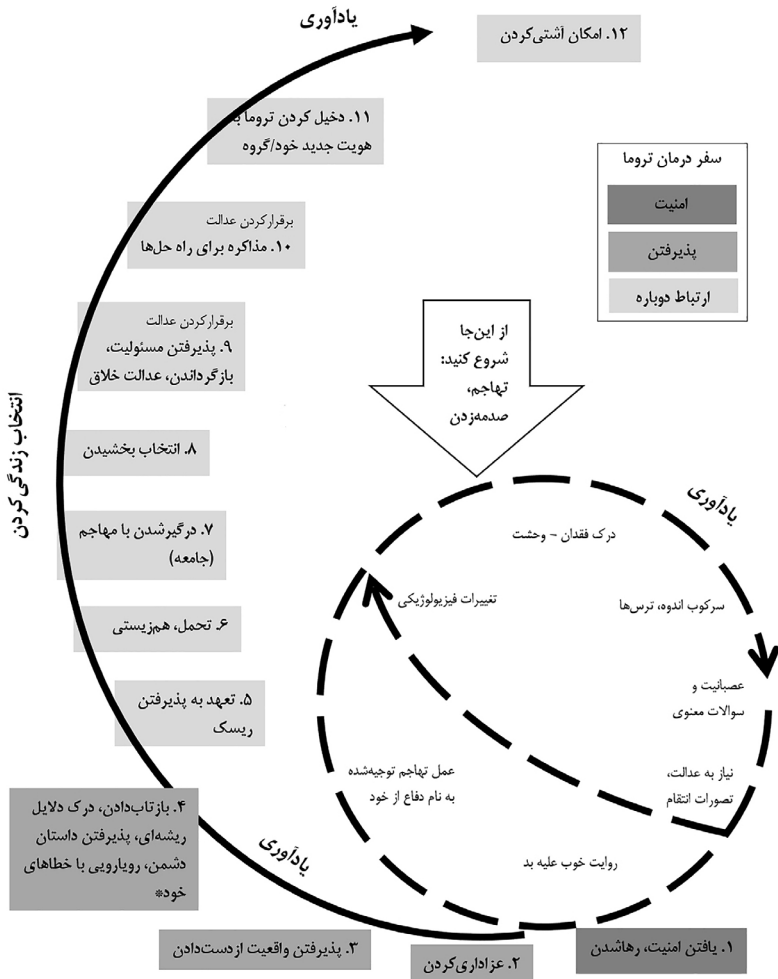 یادآوری
۱۲. امکان آشتی‌کردن
۱۱. دخیل کردن تروما با
هویت جدید خود/گروه
سفر درمان تروما
امنیت
پذیرفتن
ارتباط دوباره
برقرارکردن عدالت
۱۰. مذاکره برای راه حل‌ها
برقرارکردن عدالت
۹. پذیرفتن مسئولیت،
بازگرداندن، عدالت خلاق
از این‌جا
شروع کنید:
تهاجم،
صدمه‌زدن
انتخاب زندگی‌کردن
۸. انتخاب بخشیدن
۷. درگیرشدن با مهاجم
(جامعه)
۶. تحمل، هم‌زیستی
۵. تعهد به پذیرفتن
ریسک
۴. بازتاب‌دادن، درک دلایل
ریشه‌ای، پذیرفتن داستان
دشمن، رویارویی با خطاهای
خود*
یادآوری
درک فقدان – وحشت
تغییرات فیزیولوژیکی
سرکوب اندوه، ترس‌ها
عصبانیت و
سوالات معنوی
نیاز به عدالت،
تصورات انتقام
عمل تهاجم توجیه‌شده
به نام دفاع از خود
روایت خوب علیه بد
یادآوری
۳. پذیرفتن واقعیت ازدست‌دادن
۲. عزاداری‌کردن
۱. یافتن امنیت، رهاشدن